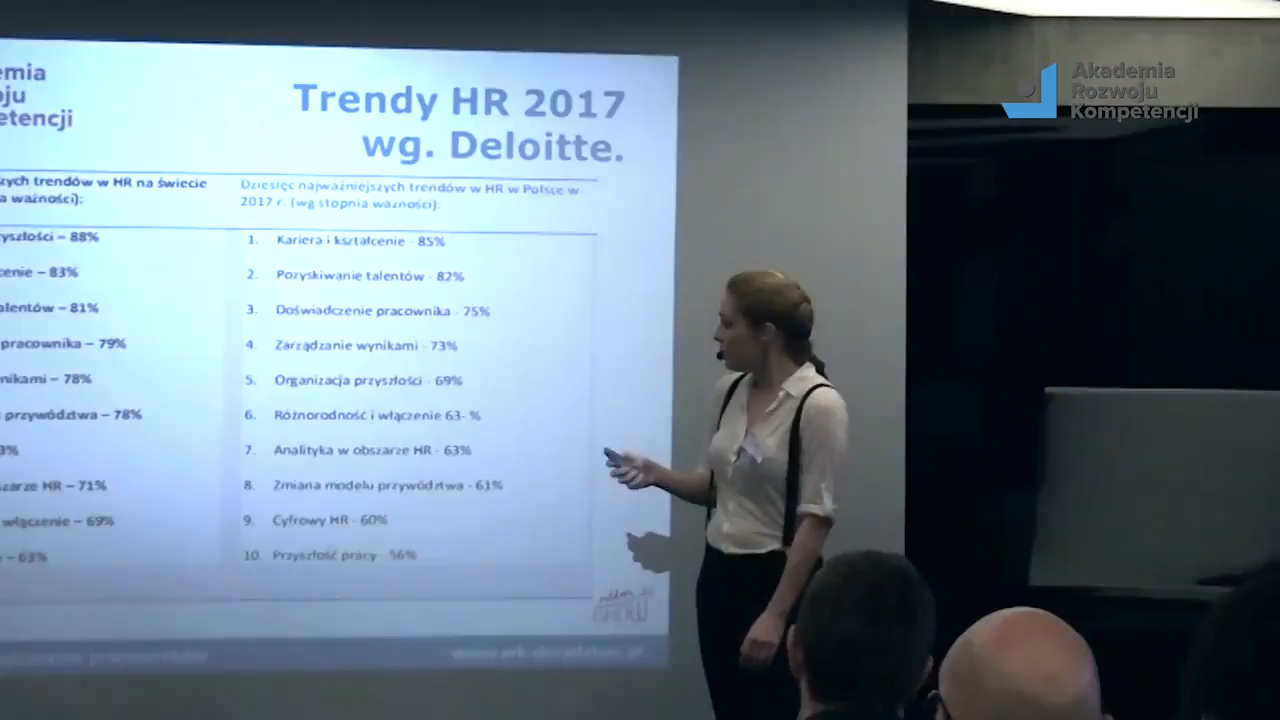 emia
oju
etencji
Trendy HR 2017
wg. Deloitte.
zych trendów w HR na świecie
a ważności):
yszłości – 88%
cenie – 83%
alentów – 81%
pracownika – 79%
nikami – 78%
przywództwa – 78%
3%
szarze HR – 71%
włączenie – 69%
– 63%
Dziesięć najważniejszych trendów w HR w Polsce w
2017 r. (wg stopnia ważności):
1. Kariera i kształcenie - 85%
2. Pozyskiwanie talentów - 82%
3. Doświadczenie pracownika - 75%
4. Zarządzanie wynikami - 73%
5. Organizacja przyszłości - 69%
6. Różnorodność i włączenie 63- %
7. Analityka w obszarze HR - 63%
8. Zmiana modelu przywództwa - 61%
9. Cyfrowy HR - 60%
10. Przyszłość pracy - 56%
Akademia
Rozwoju
Kompetencji